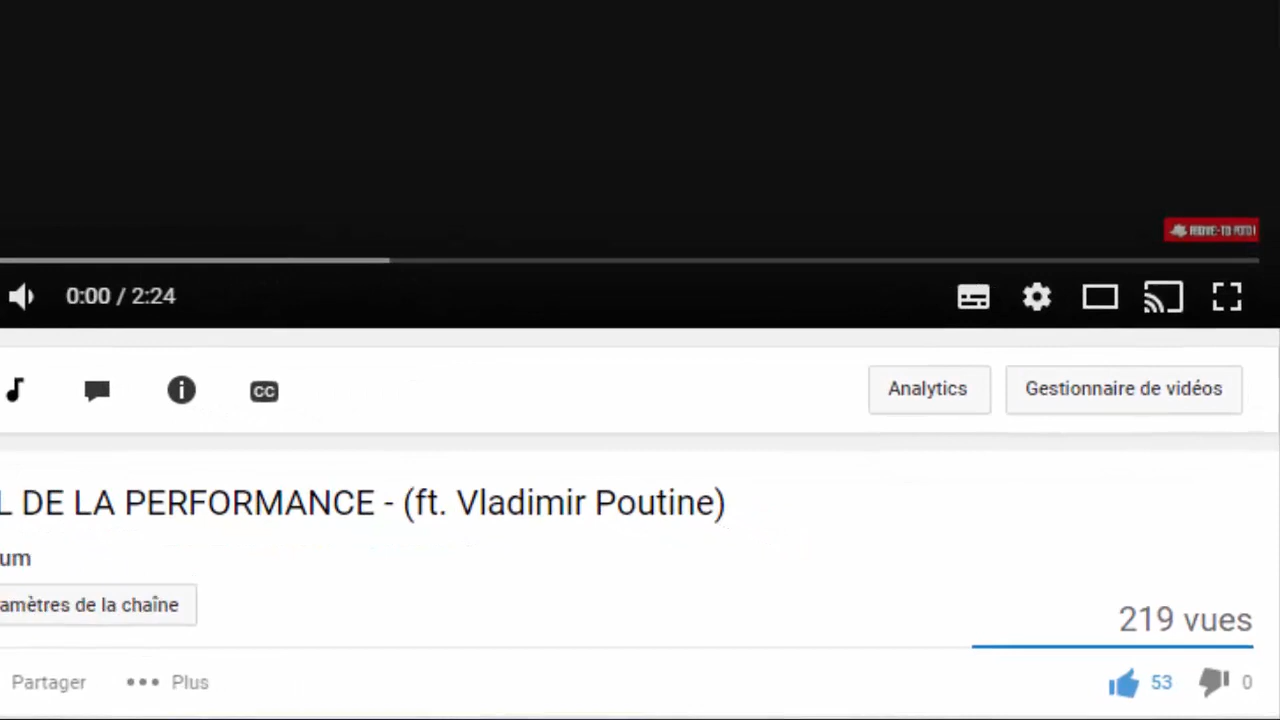 0:00 / 2:24
CC
Analytics
Gestionnaire de vidéos
L DE LA PERFORMANCE - (ft. Vladimir Poutine)
um
amètres de la chaîne
219 vues
Partager
Plus
53
0